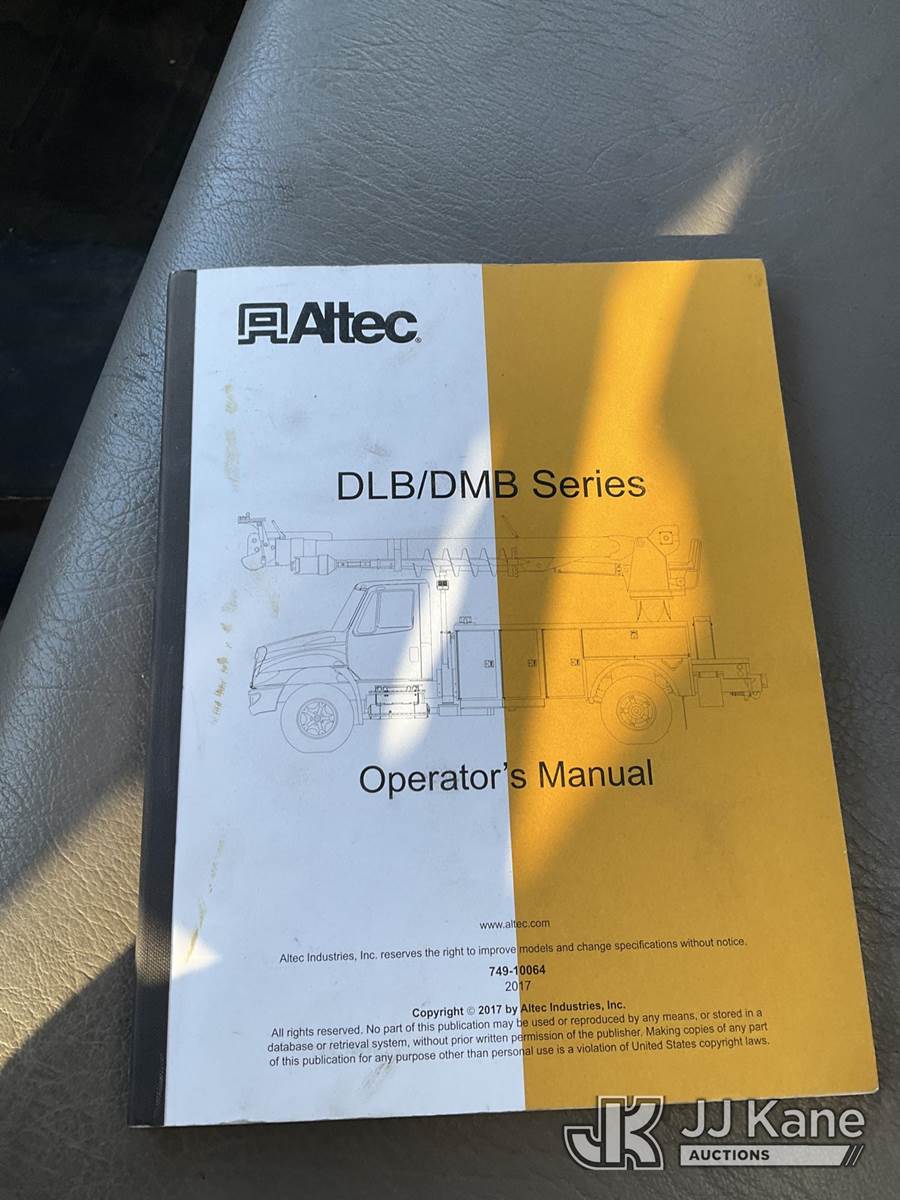 Altec®
DLB/DMB Series
Operator's Manual
www.altec.com
Altec Industries, Inc. reserves the right to improve models and change specifications without notice.
749-10064
2017
Copyright © 2017 by Altec Industries, Inc.
All rights reserved. No part of this publication may be used or reproduced by any means, or stored in a
database or retrieval system, without prior written permission of the publisher. Making copies of any part
of this publication for any purpose other than personal use is a violation of United States copyright laws.
JK JJ Kane
AUCTIONS